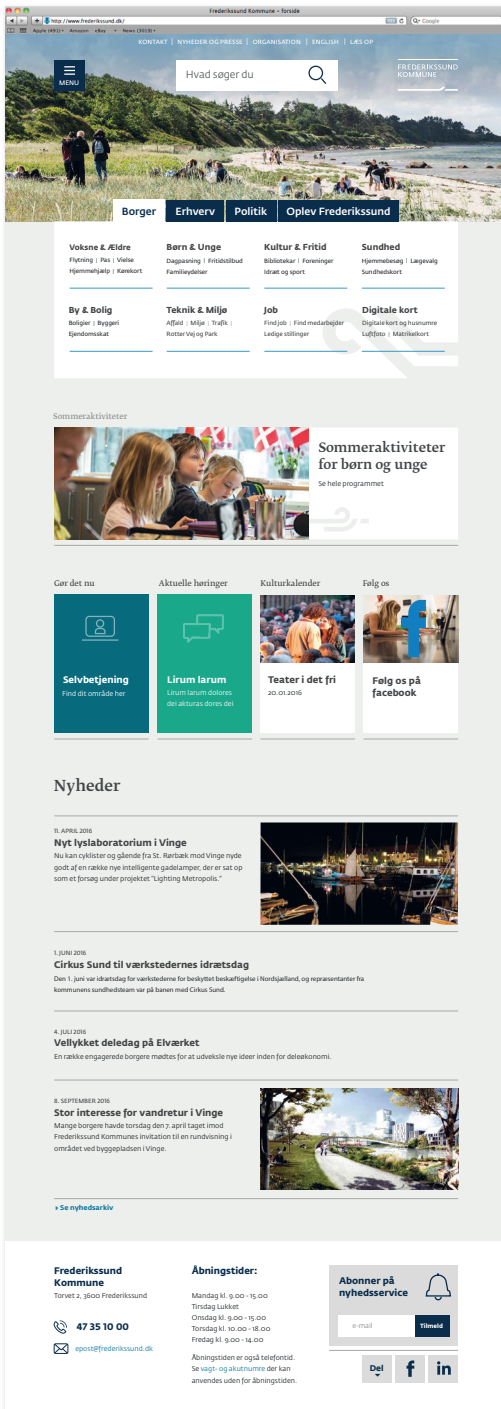 Frederikssund Kommune – forside
http://www.frederikssund.dk/
Google
Apple (491) Amazon eBay News (3019)
KONTAKT | NYHEDER OG PRESSE | ORGANISATION | ENGLISH | LÆS OP
MENU
Hvad søger du
FREDERIKSSUND
KOMMUNE
Borger Erhverv Politik Oplev Frederikssund
Voksne & Ældre
Flytning | Pas | Vielse
Hjemmehjælp | Kørekort
Børn & Unge
Dagpasning | Fritidstilbud
Familieydelser
Kultur & Fritid
Bibliotekar | Foreninger
Idræt og sport
Sundhed
Hjemmebesøg | Lægevalg
Sundhedskort
By & Bolig
Boligier | Byggeri
Ejendomsskat
Teknik & Miljø
Affald | Miljø | Trafik |
Rotter Vej og Park
Job
Find job | Find medarbejder
Ledige stillinger
Digitale kort
Digitale kort og husnumre
Luftfoto | Matrikelkort
Sommeraktiviteter
Sommeraktiviteter
for børn og unge
Se hele programmet
Gør det nu
Selvbetjening
Find dit område her
Aktuelle høringer
Lirum larum
Lirum larum dolores
dei akturas dores dei
Kulturkalender
Teater i det fri
20.01.2016
Følg os
f
Følg os på
facebook
Nyheder
11. APRIL 2016
Nyt lyslaboratorium i Vinge
Nu kan cyklister og gående fra St. Rørbæk mod Vinge nyde
godt af en række nye intelligente gadelamper, der er sat op
som et forsøg under projektet "Lighting Metropolis."
1. JUNI 2016
Cirkus Sund til værkstedernes idrætsdag
Den 1. juni var idrætsdag for værkstederne for beskyttet beskæftigelse i Nordsjælland, og repræsentanter fra
kommunens sundhedsteam var på banen med Cirkus Sund.
4. JULI 2016
Vellykket deledag på Elværket
En række engagerede borgere mødtes for at udveksle nye ideer inden for deleøkonomi.
8. SEPTEMBER 2016
Stor interesse for vandretur i Vinge
Mange borgere havde torsdag den 7. april taget imod
Frederikssund Kommunes invitation til en rundvisning i
området ved byggepladsen i Vinge.
Se nyhedsarkiv
Frederikssund
Kommune
Torvet 2, 3600 Frederikssund
47 35 10 00
epost@frederikssund.dk
Åbningstider:
Mandag kl. 9.00 - 15.00
Tirsdag Lukket
Onsdag kl. 9.00 - 15.00
Torsdag kl. 10.00 - 18.00
Fredag kl. 9.00 - 14.00
Åbningstiden er også telefontid.
Se vagt- og akutnumre der kan
anvendes uden for åbningstiden.
Abonner på
nyhedsservice
e-mail
Tilmeld
Del
f
in